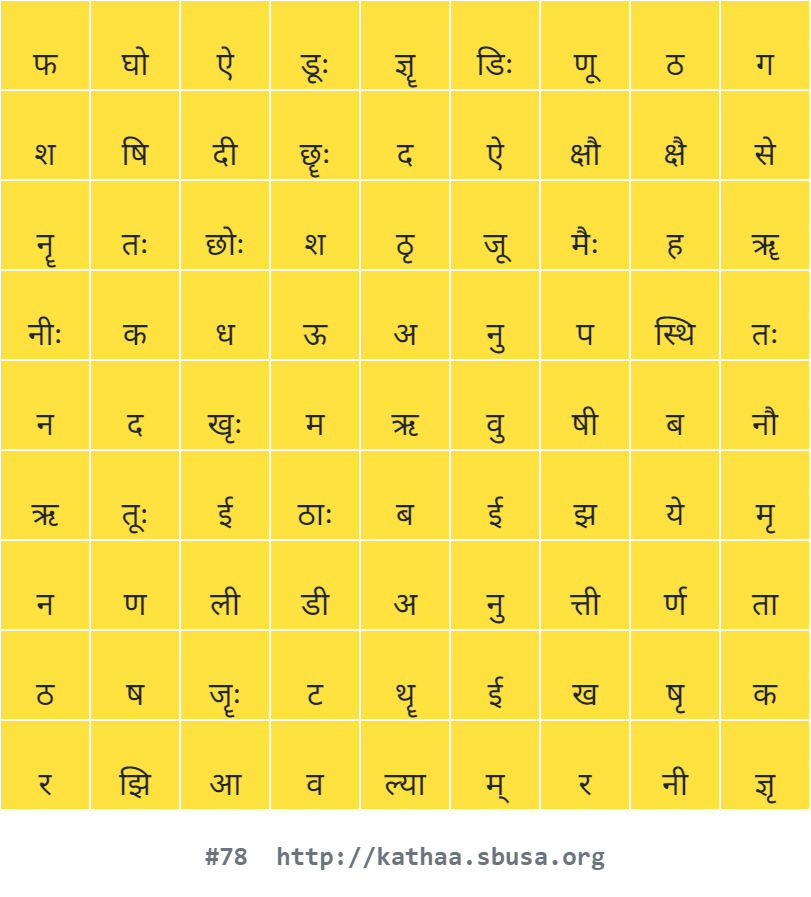 फ घो ऐ डूः ज्ञॄ डिः णू ठ ग
श षि दी छॄः द ऐ क्षौ क्षै से
नॄ तः छोः श ठृ जू मैः ह ॠ
नीः क ध ऊ अ नु प स्थि तः
न द खृः म ऋ वु षी ब नौ
ऋ तूः ई ठाः ब ई झ ये मृ
न ण ली डी अ नु त्ती र्ण ता
ठ ष जॄः ट थॄ ई ख षृ क
र झि आ व ल्या म् र नी ज्ञृ
#78 http://kathaa.sbusa.org